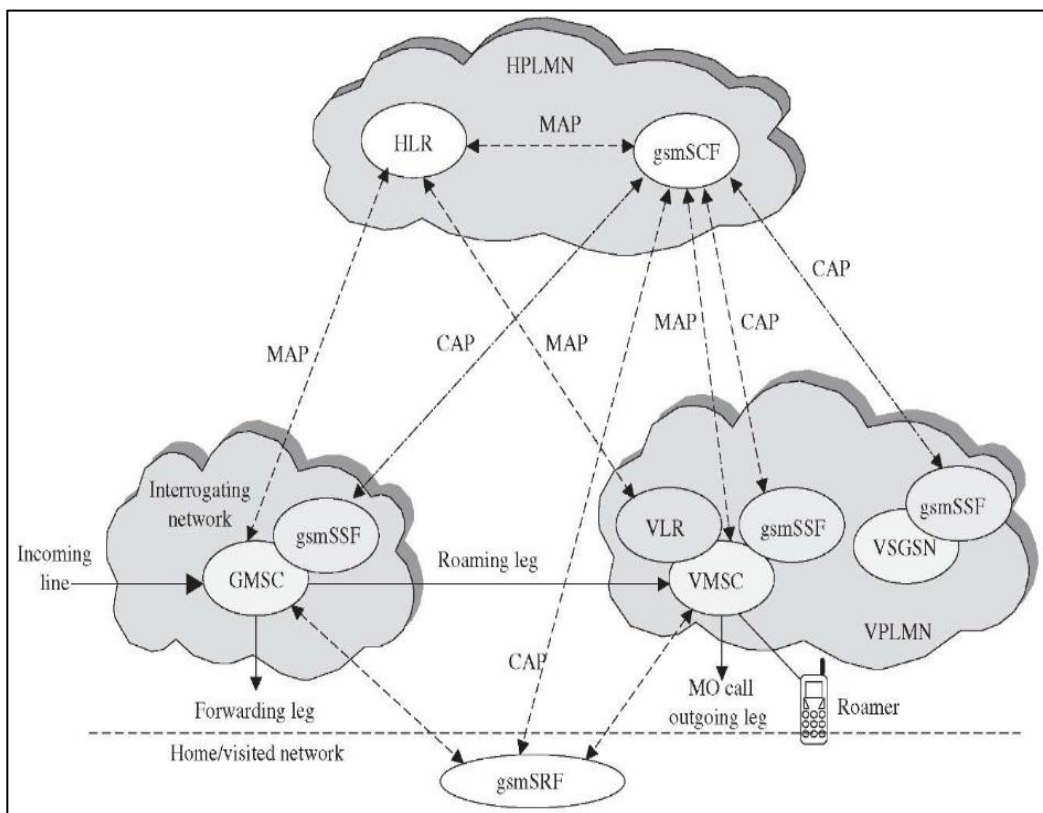 HPLMN
HLR
MAP
gsmSCF
CAP
MAP
CAP
MAP
MAP
CAP
Interrogating
network
gsmSSF
Incoming
line
GMSC
Roaming leg
VLR
gsmSSF
VMSC
gsmSSF
VSGSN
VPLMN
CAP
Forwarding leg
MO call
outgoing leg
Roamer
Home/visited network
gsmSRF